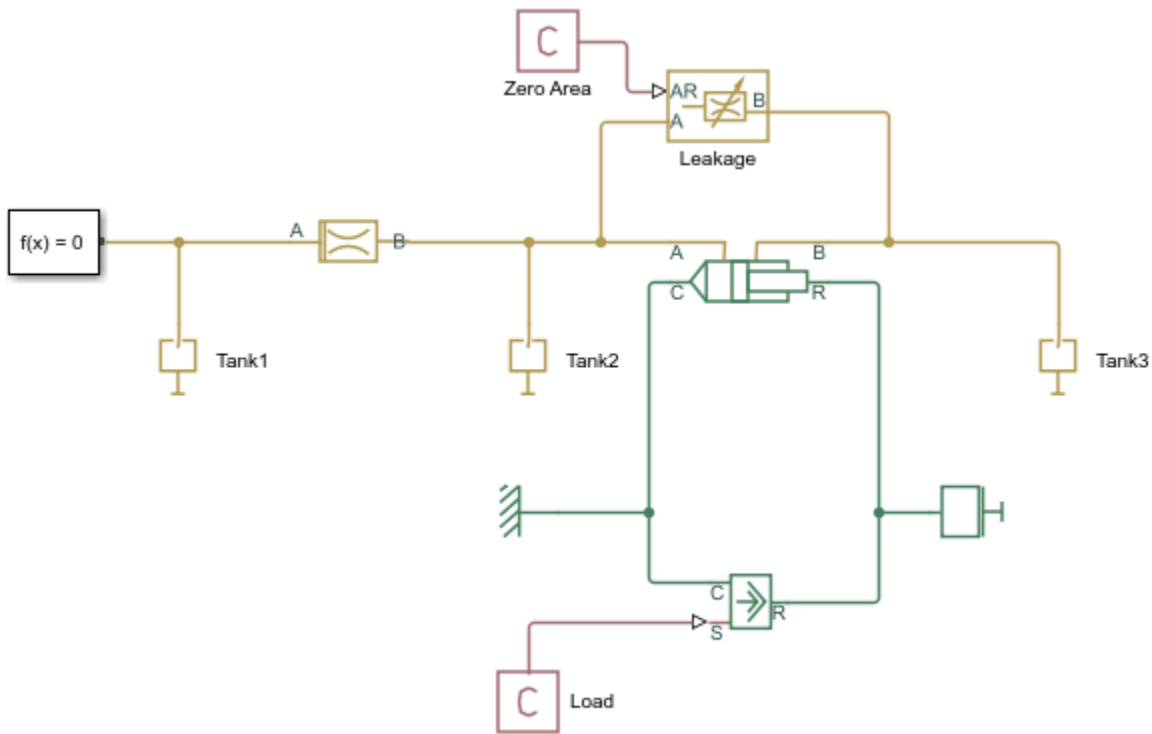 C
Zero Area
AR
B
A
Leakage
f(x) = 0
A
B
A
B
C
R
Tank1
Tank2
Tank3
C
R
S
C
Load